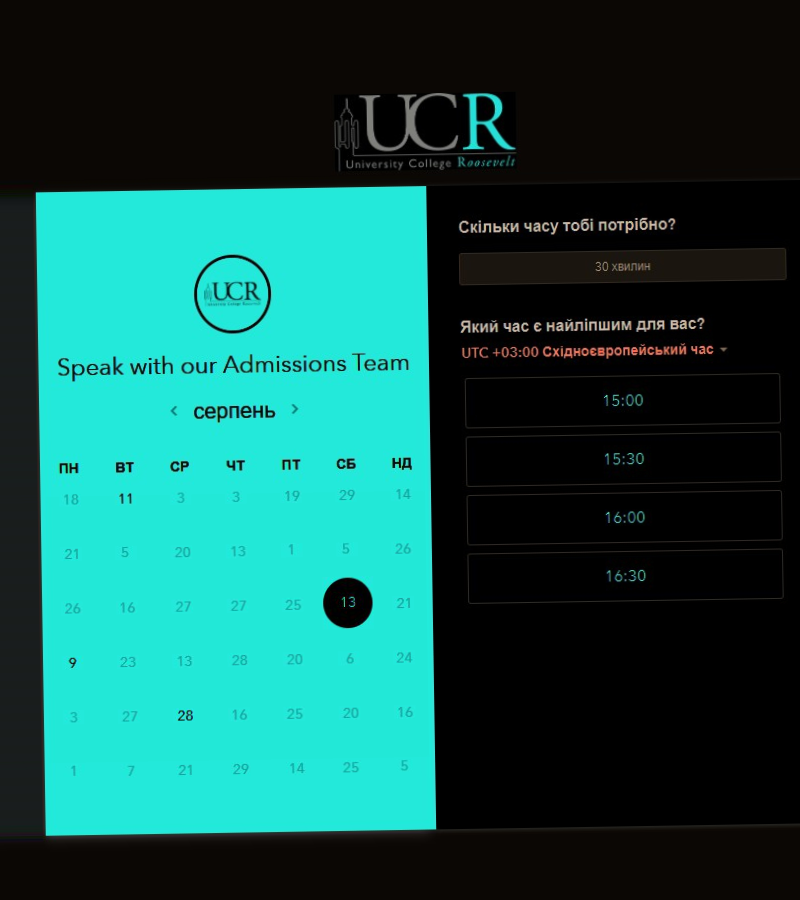 UCR
University College Roosevelt
UCR
Speak with our Admissions Team
серпень
ПН ВТ СР ЧТ ПТ СБ НД
18 11 3 3 19 29 14
21 5 20 13 1 5 26
26 16 27 27 25 13 21
9 23 13 28 20 6 24
3 27 28 16 25 20 16
1 7 21 29 14 25 5
Скільки часу тобі потрібно?
30 хвилин
Який час є найліпшим для вас?
UTC +03:00 Східноєвропейський час
15:00
15:30
16:00
16:30